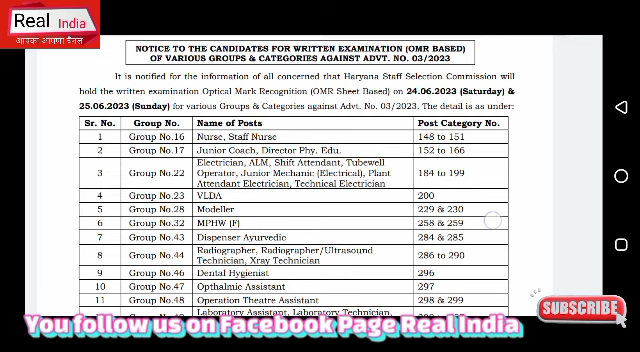 Real India
आपका अपना चैनल
NOTICE TO THE CANDIDATES FOR WRITTEN EXAMINATION (OMR BASED)
OF VARIOUS GROUPS & CATEGORIES AGAINST ADVT. NO. 03/2023
It is notified for the information of all concerned that Haryana Staff Selection Commission will
hold the written examination Optical Mark Recognition (OMR Sheet Based) on 24.06.2023 (Saturday) &
25.06.2023 (Sunday) for various Groups & Categories against Advt. No. 03/2023. The detail is as under:
Sr. No. Group No. Name of Posts Post Category No.
1 Group No.16 Nurse, Staff Nurse 148 to 151
2 Group No.17 Junior Coach, Director Phy. Edu. 152 to 166
3 Group No.22 Electrician, ALM, Shift Attendant, Tubewell
Operator, Junior Mechanic (Electrical), Plant
Attendant Electrician, Technical Electrician 184 to 199
4 Group No.23 VLDA 200
5 Group No.28 Modeller 229 & 230
6 Group No.32 MPHW (F) 258 & 259
7 Group No.43 Dispenser Ayurvedic 284 & 285
8 Group No.44 Radiographer, Radiographer/Ultrasound
Technician, Xray Technician 286 to 290
9 Group No.46 Dental Hygienist 296
10 Group No.47 Opthalmic Assistant 297
11 Group No.48 Operation Theatre Assistant 298 & 299
Laboratory Assistant, Laboratory Technician,
You follow us on Facebook Page Real India
SUBSCRIBE